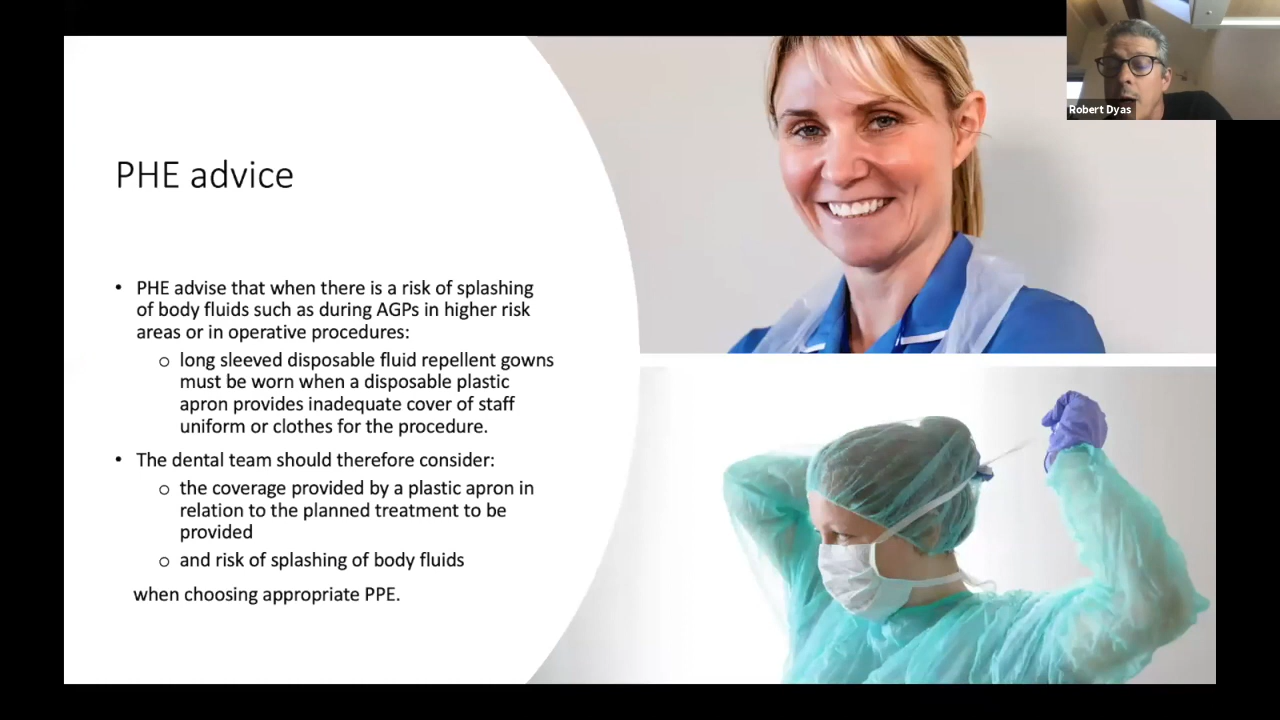 Robert Dyas
PHE advice
• PHE advise that when there is a risk of splashing
of body fluids such as during AGPs in higher risk
areas or in operative procedures:
o long sleeved disposable fluid repellent gowns
must be worn when a disposable plastic
apron provides inadequate cover of staff
uniform or clothes for the procedure.
• The dental team should therefore consider:
o the coverage provided by a plastic apron in
relation to the planned treatment to be
provided
o and risk of splashing of body fluids
when choosing appropriate PPE.